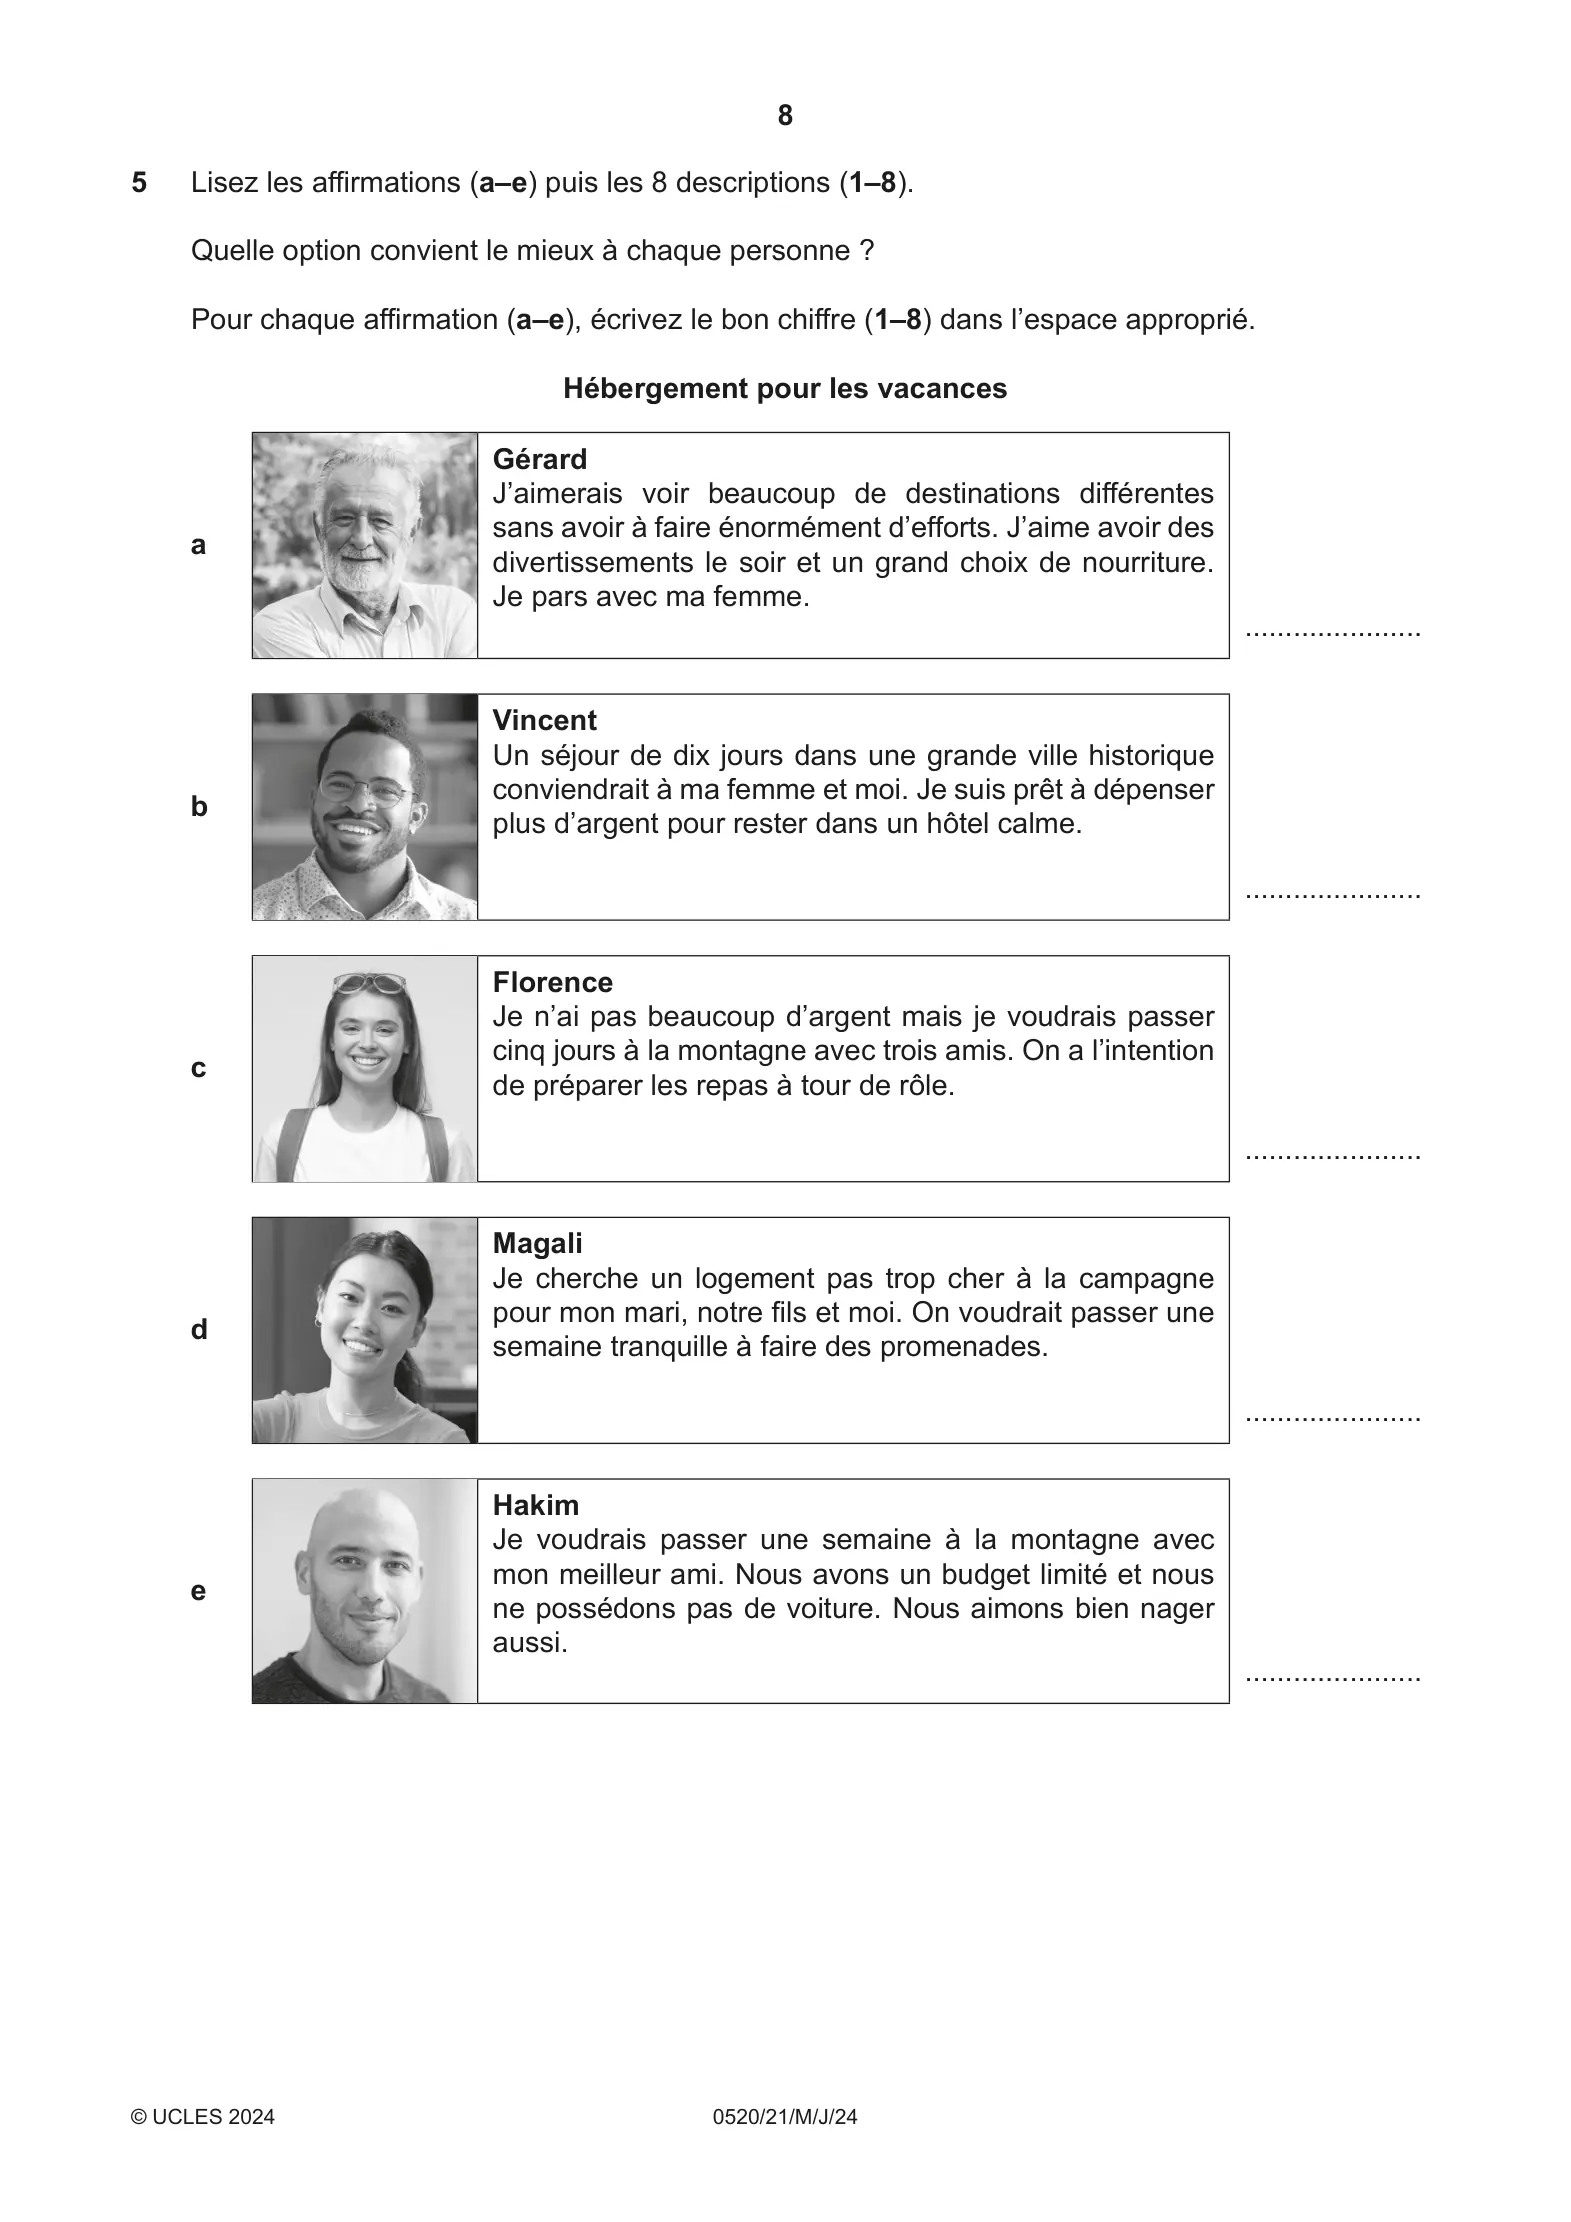 8
5 Lisez les affirmations (a–e) puis les 8 descriptions (1–8).
Quelle option convient le mieux à chaque personne ?
Pour chaque affirmation (a–e), écrivez le bon chiffre (1–8) dans l’espace approprié.
Hébergement pour les vacances
a
Gérard
J’aimerais voir beaucoup de destinations différentes
sans avoir à faire énormément d’efforts. J’aime avoir des
divertissements le soir et un grand choix de nourriture.
Je pars avec ma femme.
......................
b
Vincent
Un séjour de dix jours dans une grande ville historique
conviendrait à ma femme et moi. Je suis prêt à dépenser
plus d’argent pour rester dans un hôtel calme.
......................
c
Florence
Je n’ai pas beaucoup d’argent mais je voudrais passer
cinq jours à la montagne avec trois amis. On a l’intention
de préparer les repas à tour de rôle.
......................
d
Magali
Je cherche un logement pas trop cher à la campagne
pour mon mari, notre fils et moi. On voudrait passer une
semaine tranquille à faire des promenades.
......................
e
Hakim
Je voudrais passer une semaine à la montagne avec
mon meilleur ami. Nous avons un budget limité et nous
ne possédons pas de voiture. Nous aimons bien nager
aussi.
......................
© UCLES 2024 0520/21/M/J/24